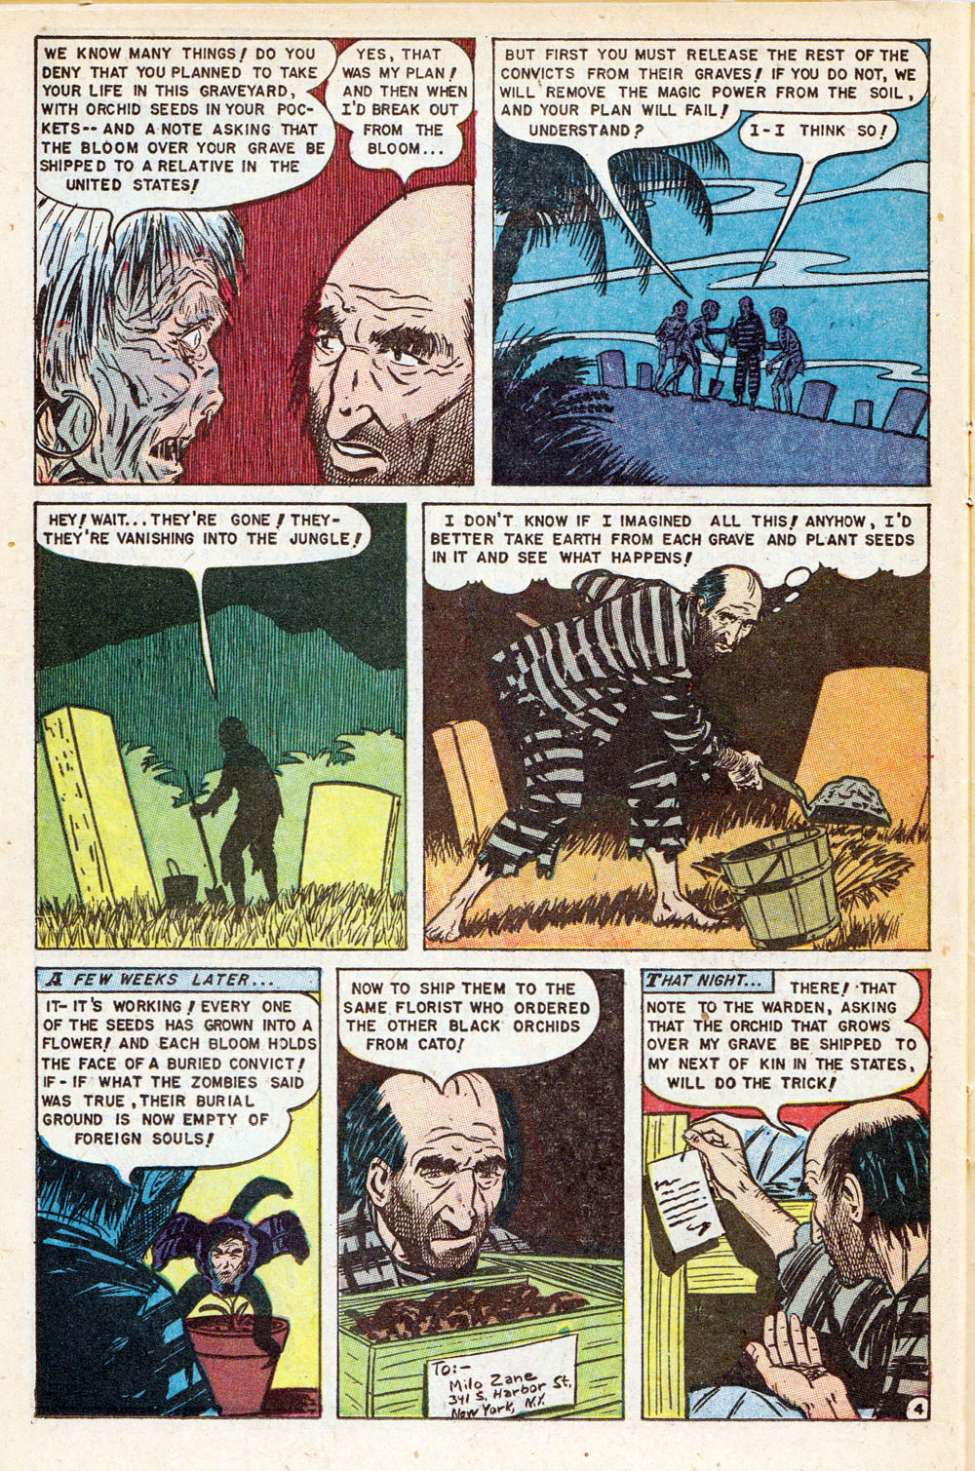 WE KNOW MANY THINGS! DO YOU
DENY THAT YOU PLANNED TO TAKE
YOUR LIFE IN THIS GRAVEYARD,
WITH ORCHID SEEDS IN YOUR POC-
KETS-- AND A NOTE ASKING THAT
THE BLOOM OVER YOUR GRAVE BE
SHIPPED TO A RELATIVE IN THE
UNITED STATES!
YES, THAT
WAS MY PLAN!
AND THEN WHEN
I'D BREAK OUT
FROM THE
BLOOM...
BUT FIRST YOU MUST RELEASE THE REST OF THE
CONVICTS FROM THEIR GRAVES! IF YOU DO NOT, WE
WILL REMOVE THE MAGIC POWER FROM THE SOIL,
AND YOUR PLAN WILL FAIL!
UNDERSTAND?
I-I THINK SO!
HEY! WAIT... THEY'RE GONE! THEY-
THEY'RE VANISHING INTO THE JUNGLE!
I DON'T KNOW IF I IMAGINED ALL THIS! ANYHOW, I'D
BETTER TAKE EARTH FROM EACH GRAVE AND PLANT SEEDS
IN IT AND SEE WHAT HAPPENS!
A FEW WEEKS LATER...
IT- IT'S WORKING! EVERY ONE
OF THE SEEDS HAS GROWN INTO A
FLOWER! AND EACH BLOOM HOLDS
THE FACE OF A BURIED CONVICT!
IF- IF WHAT THE ZOMBIES SAID
WAS TRUE, THEIR BURIAL
GROUND IS NOW EMPTY OF
FOREIGN SOULS!
NOW TO SHIP THEM TO THE
SAME FLORIST WHO ORDERED
THE OTHER BLACK ORCHIDS
FROM CATO!
To:-
Milo Zane
341 S. Harbor St.
New York, N.Y.
THAT NIGHT...
THERE! THAT
NOTE TO THE WARDEN, ASKING
THAT THE ORCHID THAT GROWS
OVER MY GRAVE BE SHIPPED TO
MY NEXT OF KIN IN THE STATES,
WILL DO THE TRICK!
4